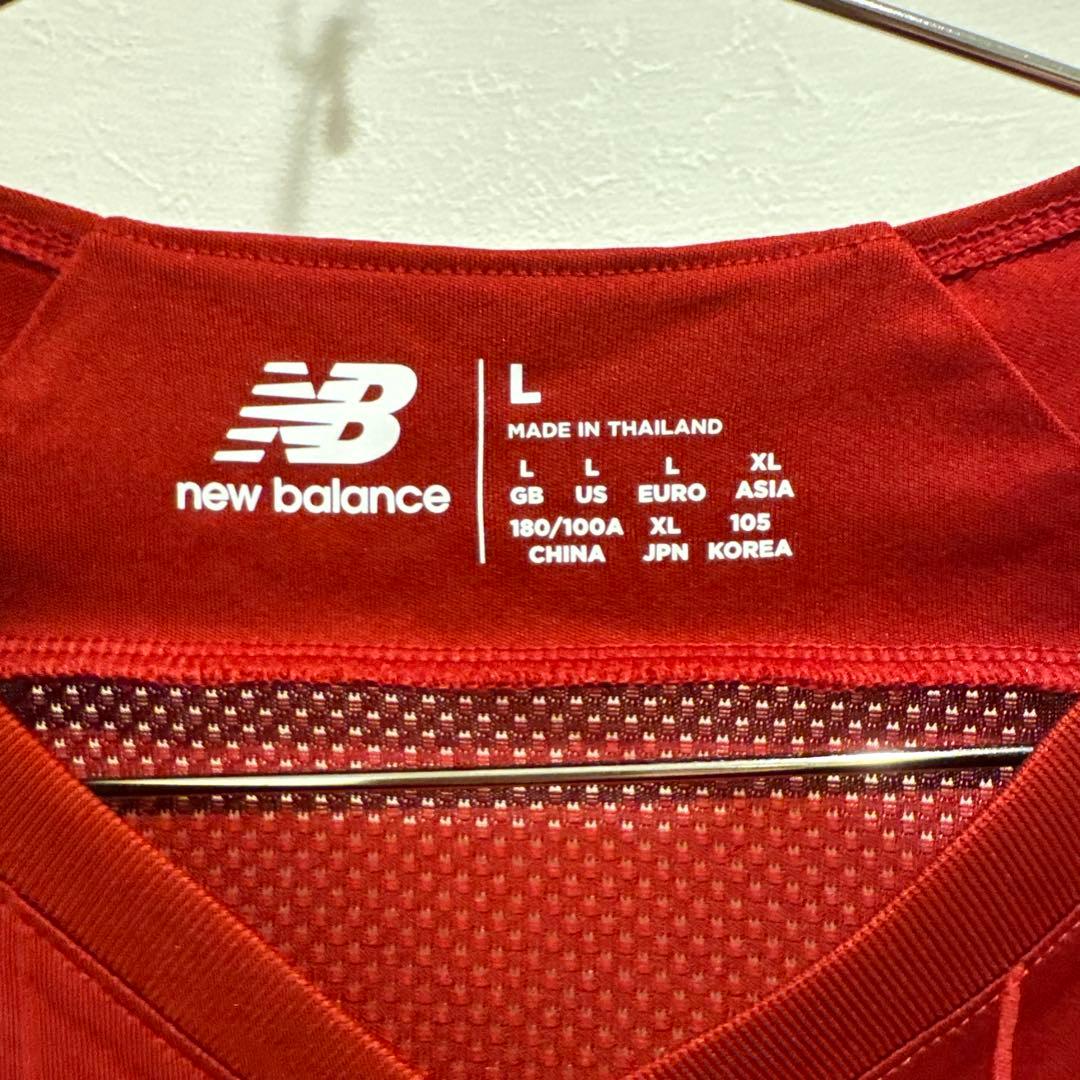 NB
new balance
L
MADE IN THAILAND
L L L XL
GB US EURO ASIA
180/100A XL 105
CHINA JPN KOREA